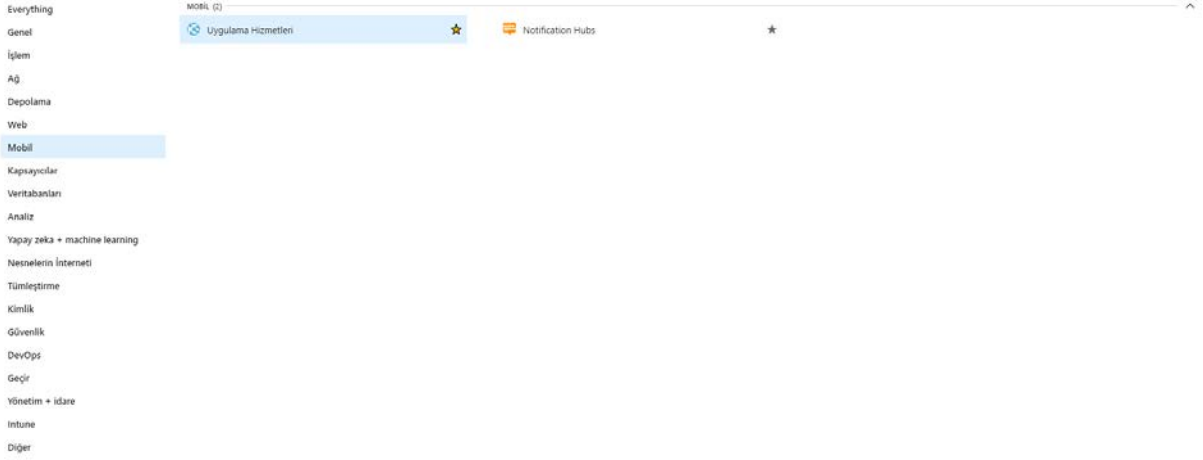 Everything
Genel
İşlem
Ağ
Depolama
Web
Mobil
Kapsayıcılar
Veritabanları
Analiz
Yapay zeka + machine learning
Nesnelerin İnterneti
Tümleştirme
Kimlik
Güvenlik
DevOps
Geçir
Yönetim + idare
Intune
Diğer
MOBİL (2)
Uygulama Hizmetleri
Notification Hubs